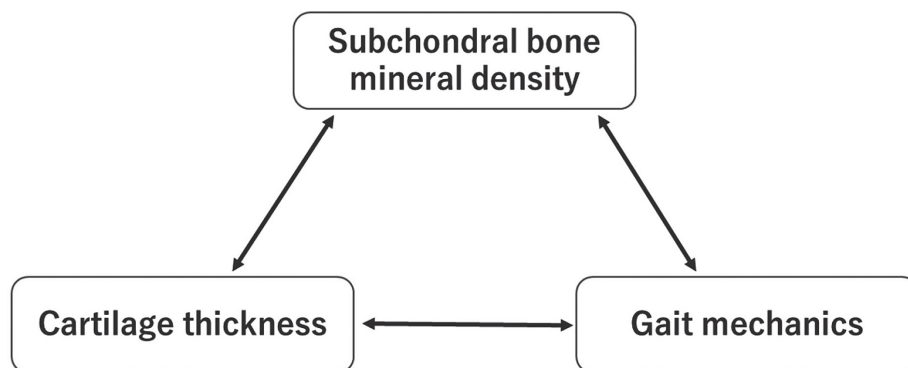 Subchondral bone
mineral density
Cartilage thickness
Gait mechanics